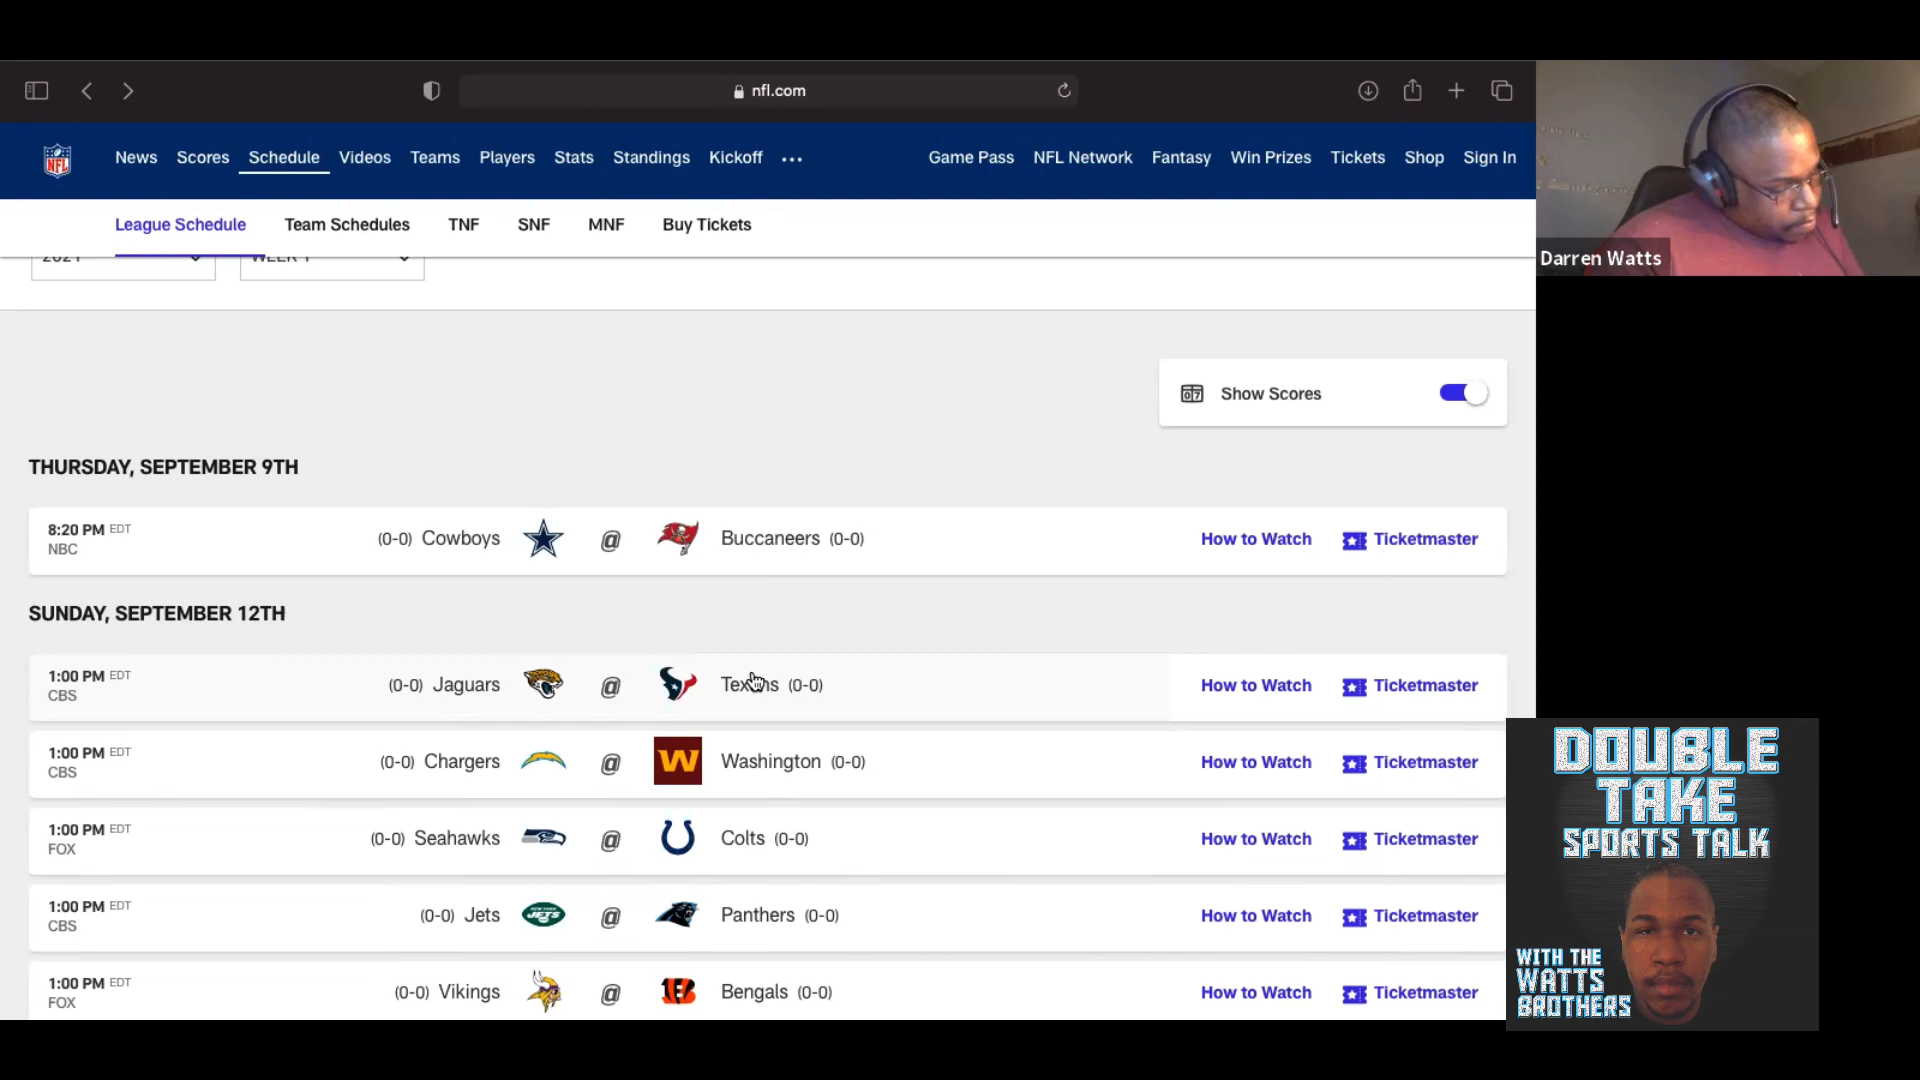 nfl.com
NFL
News Scores Schedule Videos Teams Players Stats Standings Kickoff ... Game Pass NFL Network Fantasy Win Prizes Tickets Shop Sign In
League Schedule Team Schedules TNF SNF MNF Buy Tickets
2021 WEEK 1
Darren Watts
07 Show Scores
THURSDAY, SEPTEMBER 9TH
8:20 PM EDT
NBC
(0-0) Cowboys @ Buccaneers (0-0) How to Watch Ticketmaster
SUNDAY, SEPTEMBER 12TH
1:00 PM EDT
CBS
(0-0) Jaguars @ Texans (0-0) How to Watch Ticketmaster
1:00 PM EDT
CBS
(0-0) Chargers @ W Washington (0-0) How to Watch Ticketmaster
1:00 PM EDT
FOX
(0-0) Seahawks @ Colts (0-0) How to Watch Ticketmaster
1:00 PM EDT
CBS
(0-0) Jets JETS @ Panthers (0-0) How to Watch Ticketmaster
1:00 PM EDT
FOX
(0-0) Vikings @ B Bengals (0-0) How to Watch Ticketmaster
DOUBLE
TAKE
SPORTS TALK
WITH THE
WATTS
BROTHERS